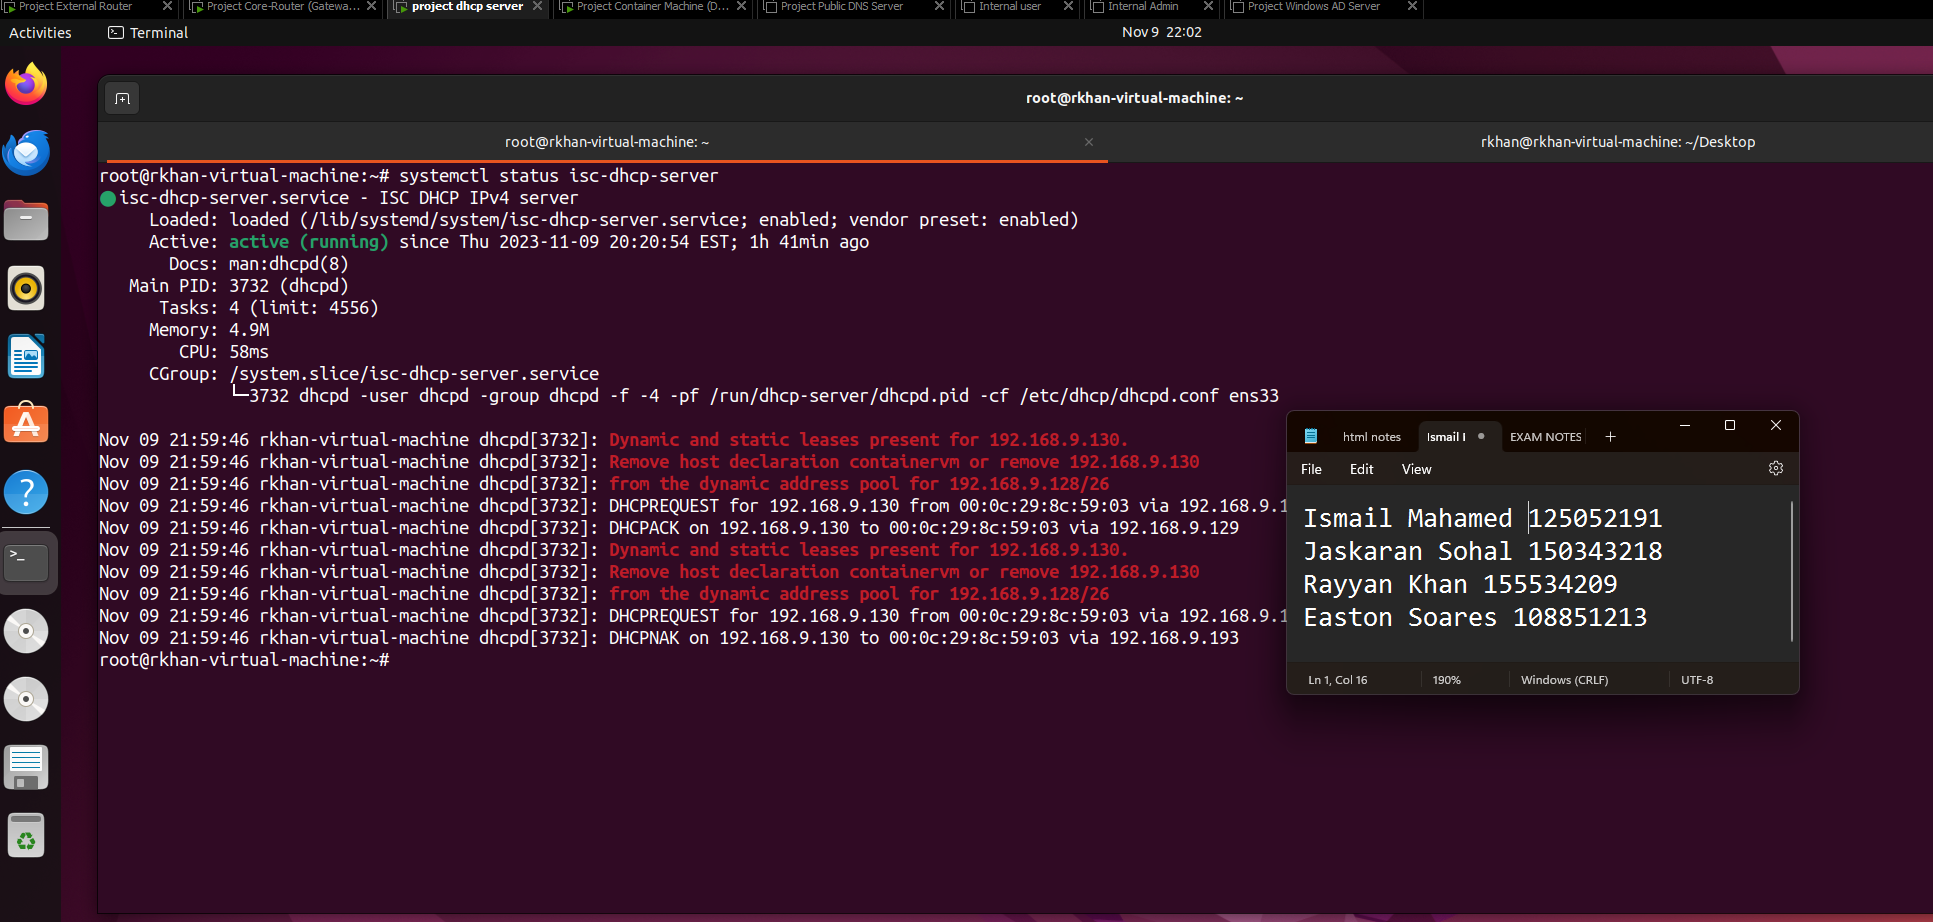 Project External Router
Project Core-Router (Gatewa...
project dhcp server
Project Container Machine (D...
Project Public DNS Server
Internal user
Internal Admin
Project Windows AD Server
Activities
Terminal
Nov 9 22:02
root@rkhan-virtual-machine: ~
root@rkhan-virtual-machine: ~
rkhan@rkhan-virtual-machine: ~/Desktop
root@rkhan-virtual-machine:~# systemctl status isc-dhcp-server
isc-dhcp-server.service - ISC DHCP IPv4 server
Loaded: loaded (/lib/systemd/system/isc-dhcp-server.service; enabled; vendor preset: enabled)
Active: active (running) since Thu 2023-11-09 20:20:54 EST; 1h 41min ago
Docs: man:dhcpd(8)
Main PID: 3732 (dhcpd)
Tasks: 4 (limit: 4556)
Memory: 4.9M
CPU: 58ms
CGroup: /system.slice/isc-dhcp-server.service
└─3732 dhcpd -user dhcpd -group dhcpd -f -4 -pf /run/dhcp-server/dhcpd.pid -cf /etc/dhcp/dhcpd.conf ens33
Nov 09 21:59:46 rkhan-virtual-machine dhcpd[3732]: Dynamic and static leases present for 192.168.9.130.
Nov 09 21:59:46 rkhan-virtual-machine dhcpd[3732]: Remove host declaration containervm or remove 192.168.9.130
Nov 09 21:59:46 rkhan-virtual-machine dhcpd[3732]: from the dynamic address pool for 192.168.9.128/26
Nov 09 21:59:46 rkhan-virtual-machine dhcpd[3732]: DHCPREQUEST for 192.168.9.130 from 00:0c:29:8c:59:03 via 192.168.9.1
Nov 09 21:59:46 rkhan-virtual-machine dhcpd[3732]: DHCPACK on 192.168.9.130 to 00:0c:29:8c:59:03 via 192.168.9.129
Nov 09 21:59:46 rkhan-virtual-machine dhcpd[3732]: Dynamic and static leases present for 192.168.9.130.
Nov 09 21:59:46 rkhan-virtual-machine dhcpd[3732]: Remove host declaration containervm or remove 192.168.9.130
Nov 09 21:59:46 rkhan-virtual-machine dhcpd[3732]: from the dynamic address pool for 192.168.9.128/26
Nov 09 21:59:46 rkhan-virtual-machine dhcpd[3732]: DHCPREQUEST for 192.168.9.130 from 00:0c:29:8c:59:03 via 192.168.9.1
Nov 09 21:59:46 rkhan-virtual-machine dhcpd[3732]: DHCPNAK on 192.168.9.130 to 00:0c:29:8c:59:03 via 192.168.9.193
root@rkhan-virtual-machine:~#
html notes
Ismail I
EXAM NOTES
File Edit View
Ismail Mahamed 125052191
Jaskaran Sohal 150343218
Rayyan Khan 155534209
Easton Soares 108851213
Ln 1, Col 16
190%
Windows (CRLF)
UTF-8